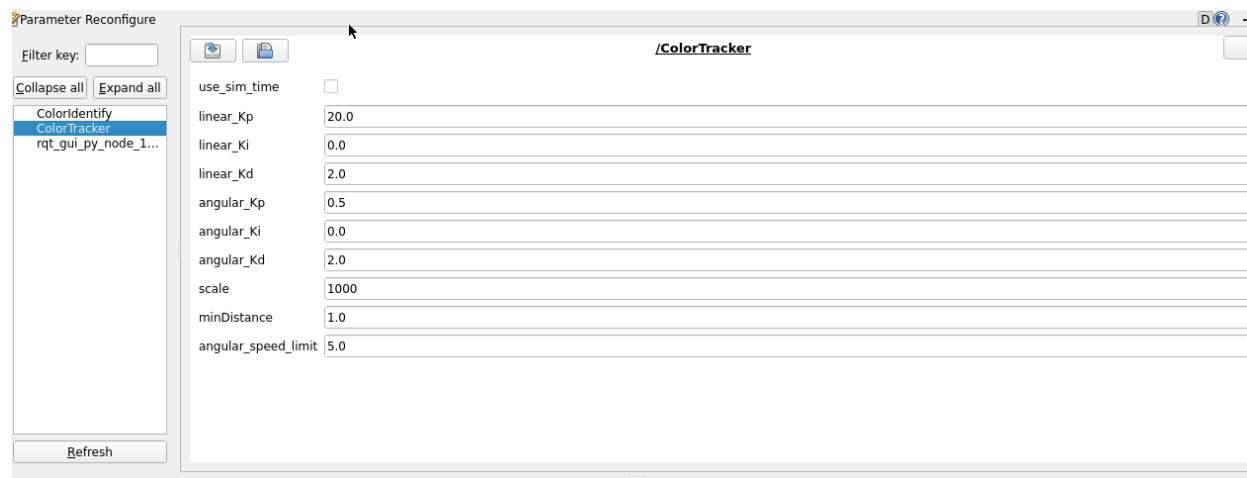 Parameter Reconfigure
D
Filter key:
Collapse all Expand all
ColorIdentify
ColorTracker
rqt_gui_py_node_1...
Refresh
/ColorTracker
use_sim_time
linear_Kp 20.0
linear_Ki 0.0
linear_Kd 2.0
angular_Kp 0.5
angular_Ki 0.0
angular_Kd 2.0
scale 1000
minDistance 1.0
angular_speed_limit 5.0